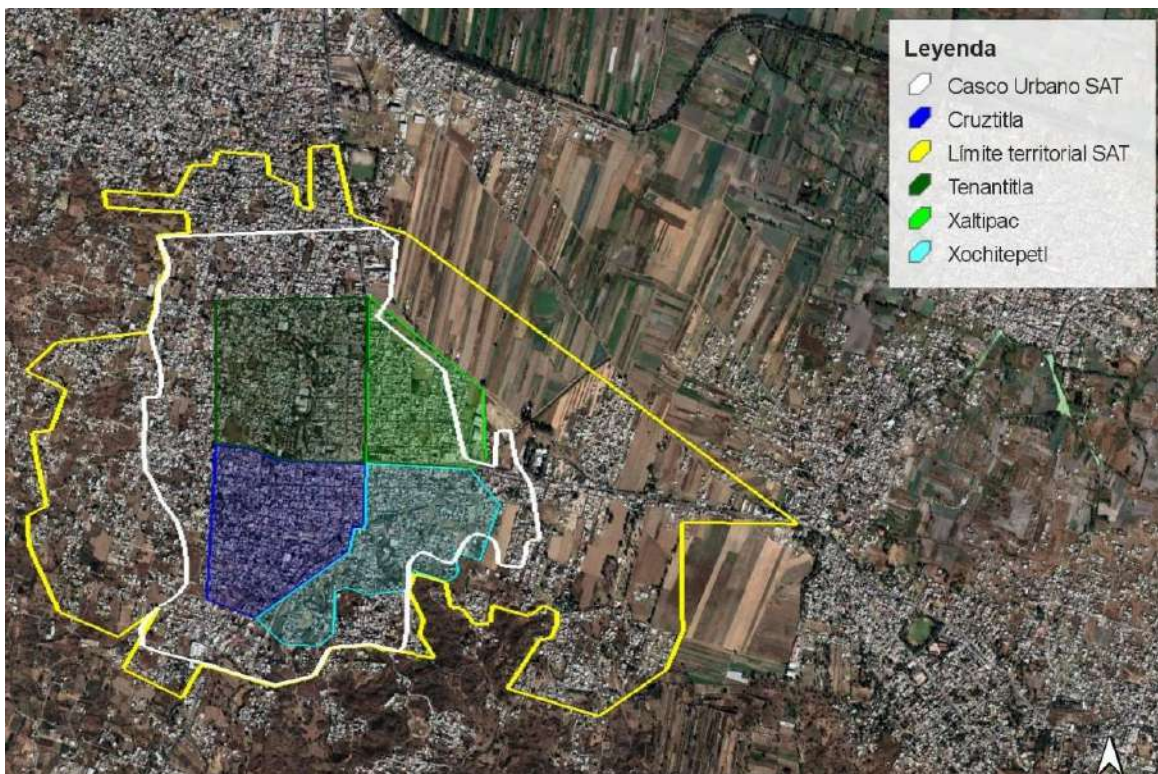 Leyenda
Casco Urbano SAT
Cruztitla
Límite territorial SAT
Tenantitla
Xaltipac
Xochitepetl